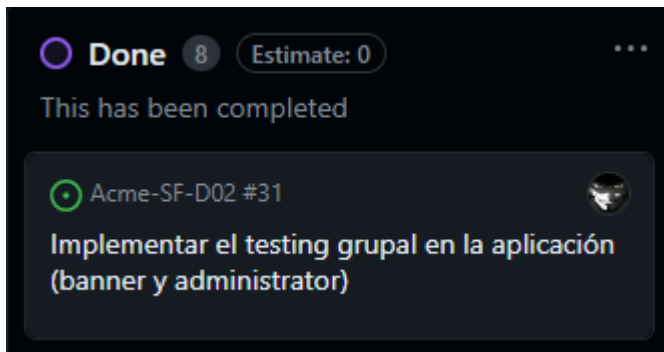 Done 8 Estimate: 0
This has been completed
Acme-SF-D02 #31
Implementar el testing grupal en la aplicación
(banner y administrator)